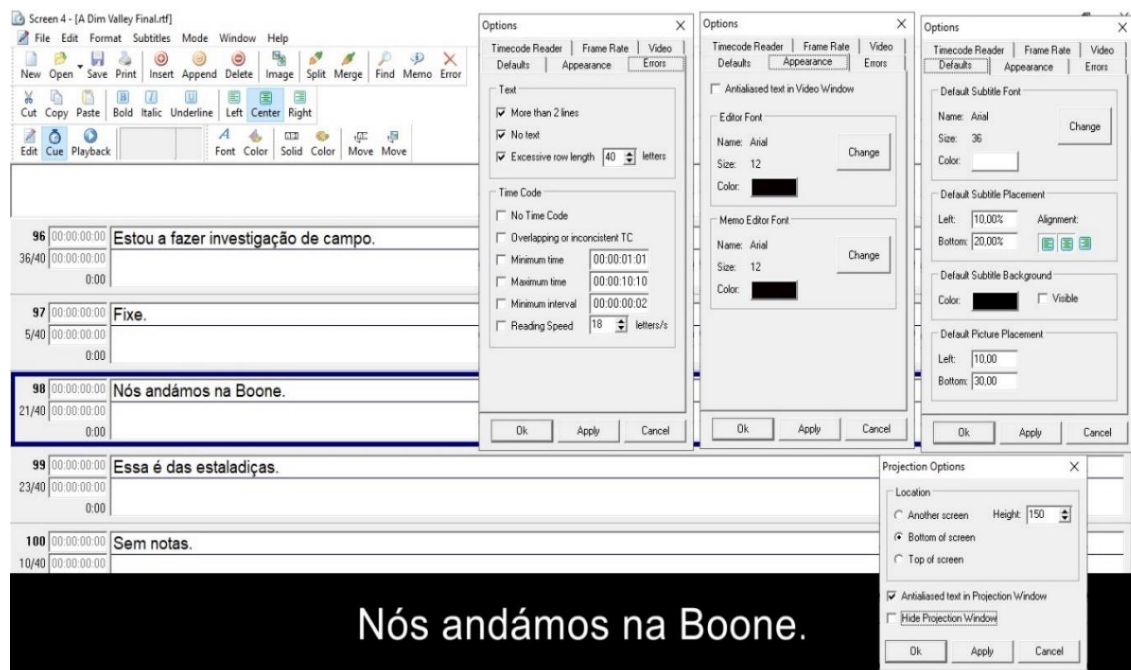 Screen 4 - [A Dim Valley Final.rtf]
File Edit Format Subtitles Mode Window Help
New Open Save Print Insert Append Delete Image Split Merge Find Memo Error
Cut Copy Paste Bold Italic Underline Left Center Right
Edit Cue Playback Font Color Solid Color Move Move
96 00:00:00:00 Estou a fazer investigação de campo.
36/40 00:00:00:00
0:00
97 00:00:00:00 Fixe.
5/40 00:00:00:00
0:00
98 00:00:00:00 Nós andámos na Boone.
21/40 00:00:00:00
0:00
99 00:00:00:00 Essa é das estaladiças.
23/40 00:00:00:00
0:00
100 00:00:00:00 Sem notas.
10/40 00:00:00:00
Nós andámos na Boone.
Options
Timecode Reader Frame Rate Video
Defaults Appearance Errors
Text
More than 2 lines
No text
Excessive row length 40 letters
Time Code
No Time Code
Overlapping or inconcistent TC
Minimum time 00:00:01:01
Maximum time 00:00:10:10
Minimum interval 00:00:00:02
Reading Speed 18 letters/s
Ok Apply Cancel
Options
Timecode Reader Frame Rate Video
Defaults Appearance Errors
Antialiased text in Video Window
Editor Font
Name: Arial
Size: 12
Change
Color:
Memo Editor Font
Name: Arial
Size: 12
Change
Color:
Ok Apply Cancel
Options
Timecode Reader Frame Rate Video
Defaults Appearance Errors
Default Subtitle Font
Name: Arial
Size: 36
Change
Color:
Default Subtitle Placement
Left: 10,00% Alignment:
Bottom: 20,00%
Default Subtitle Background
Color: Visible
Default Picture Placement
Left: 10,00
Bottom: 30,00
Ok Apply Cancel
Projection Options
Location
Another screen Height: 150
Bottom of screen
Top of screen
Antialiased text in Projection Window
Hide Projection Window
Ok Apply Cancel